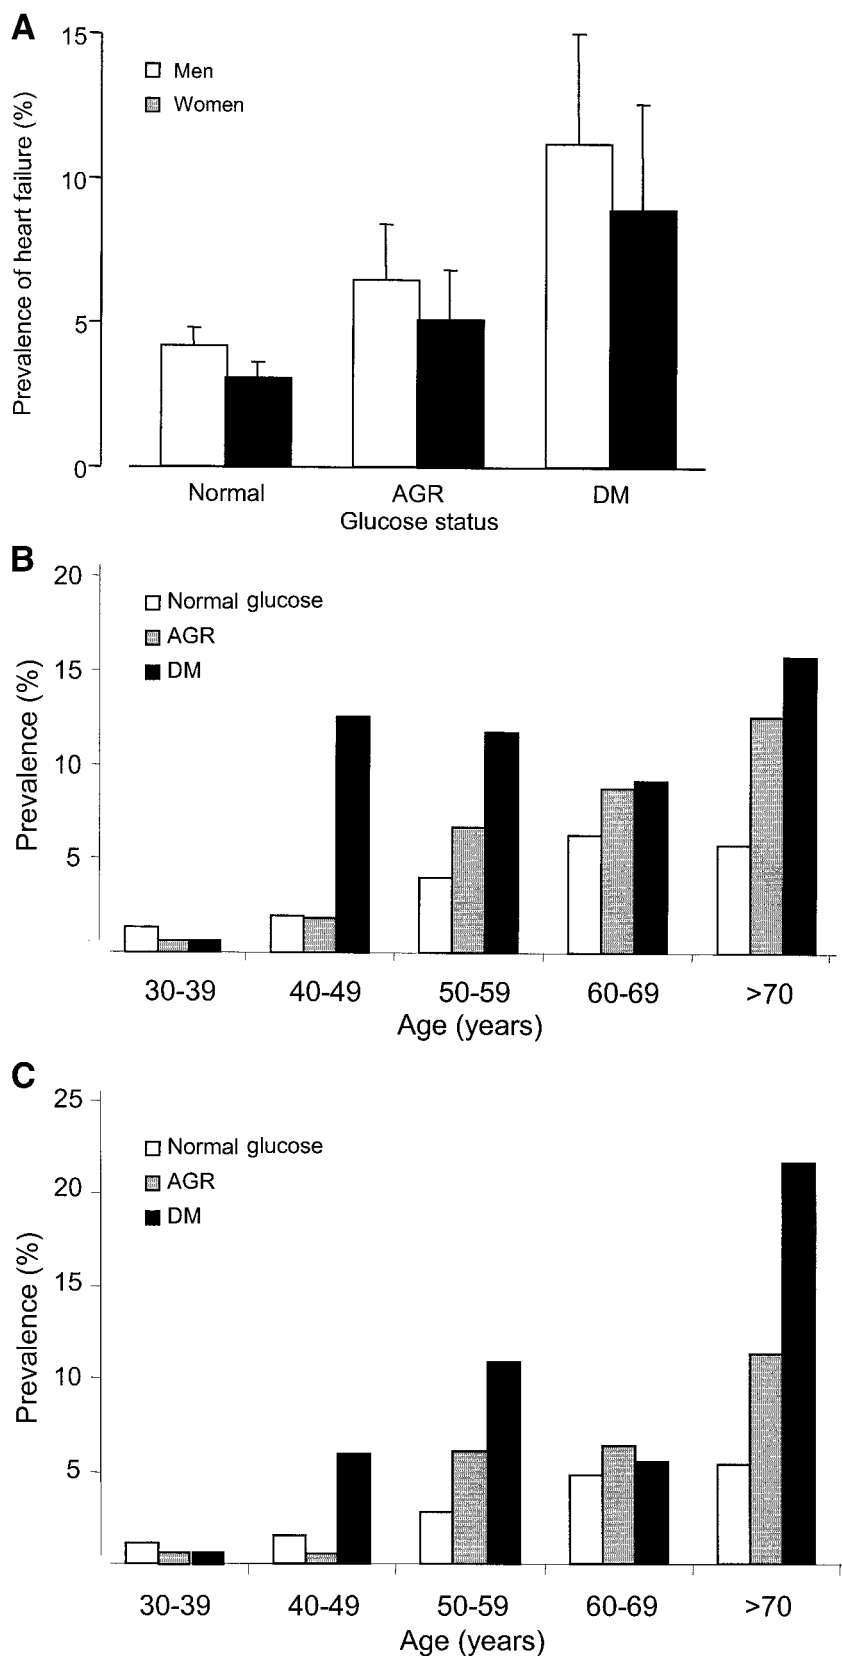 A
15
10
5
0
Prevalence of heart failure (%)
Men
Women
Normal
AGR
DM
Glucose status
B
20
15
10
5
Prevalence (%)
Normal glucose
AGR
DM
30-39
40-49
50-59
60-69
>70
Age (years)
C
25
20
15
10
5
Prevalence (%)
Normal glucose
AGR
DM
30-39
40-49
50-59
60-69
>70
Age (years)